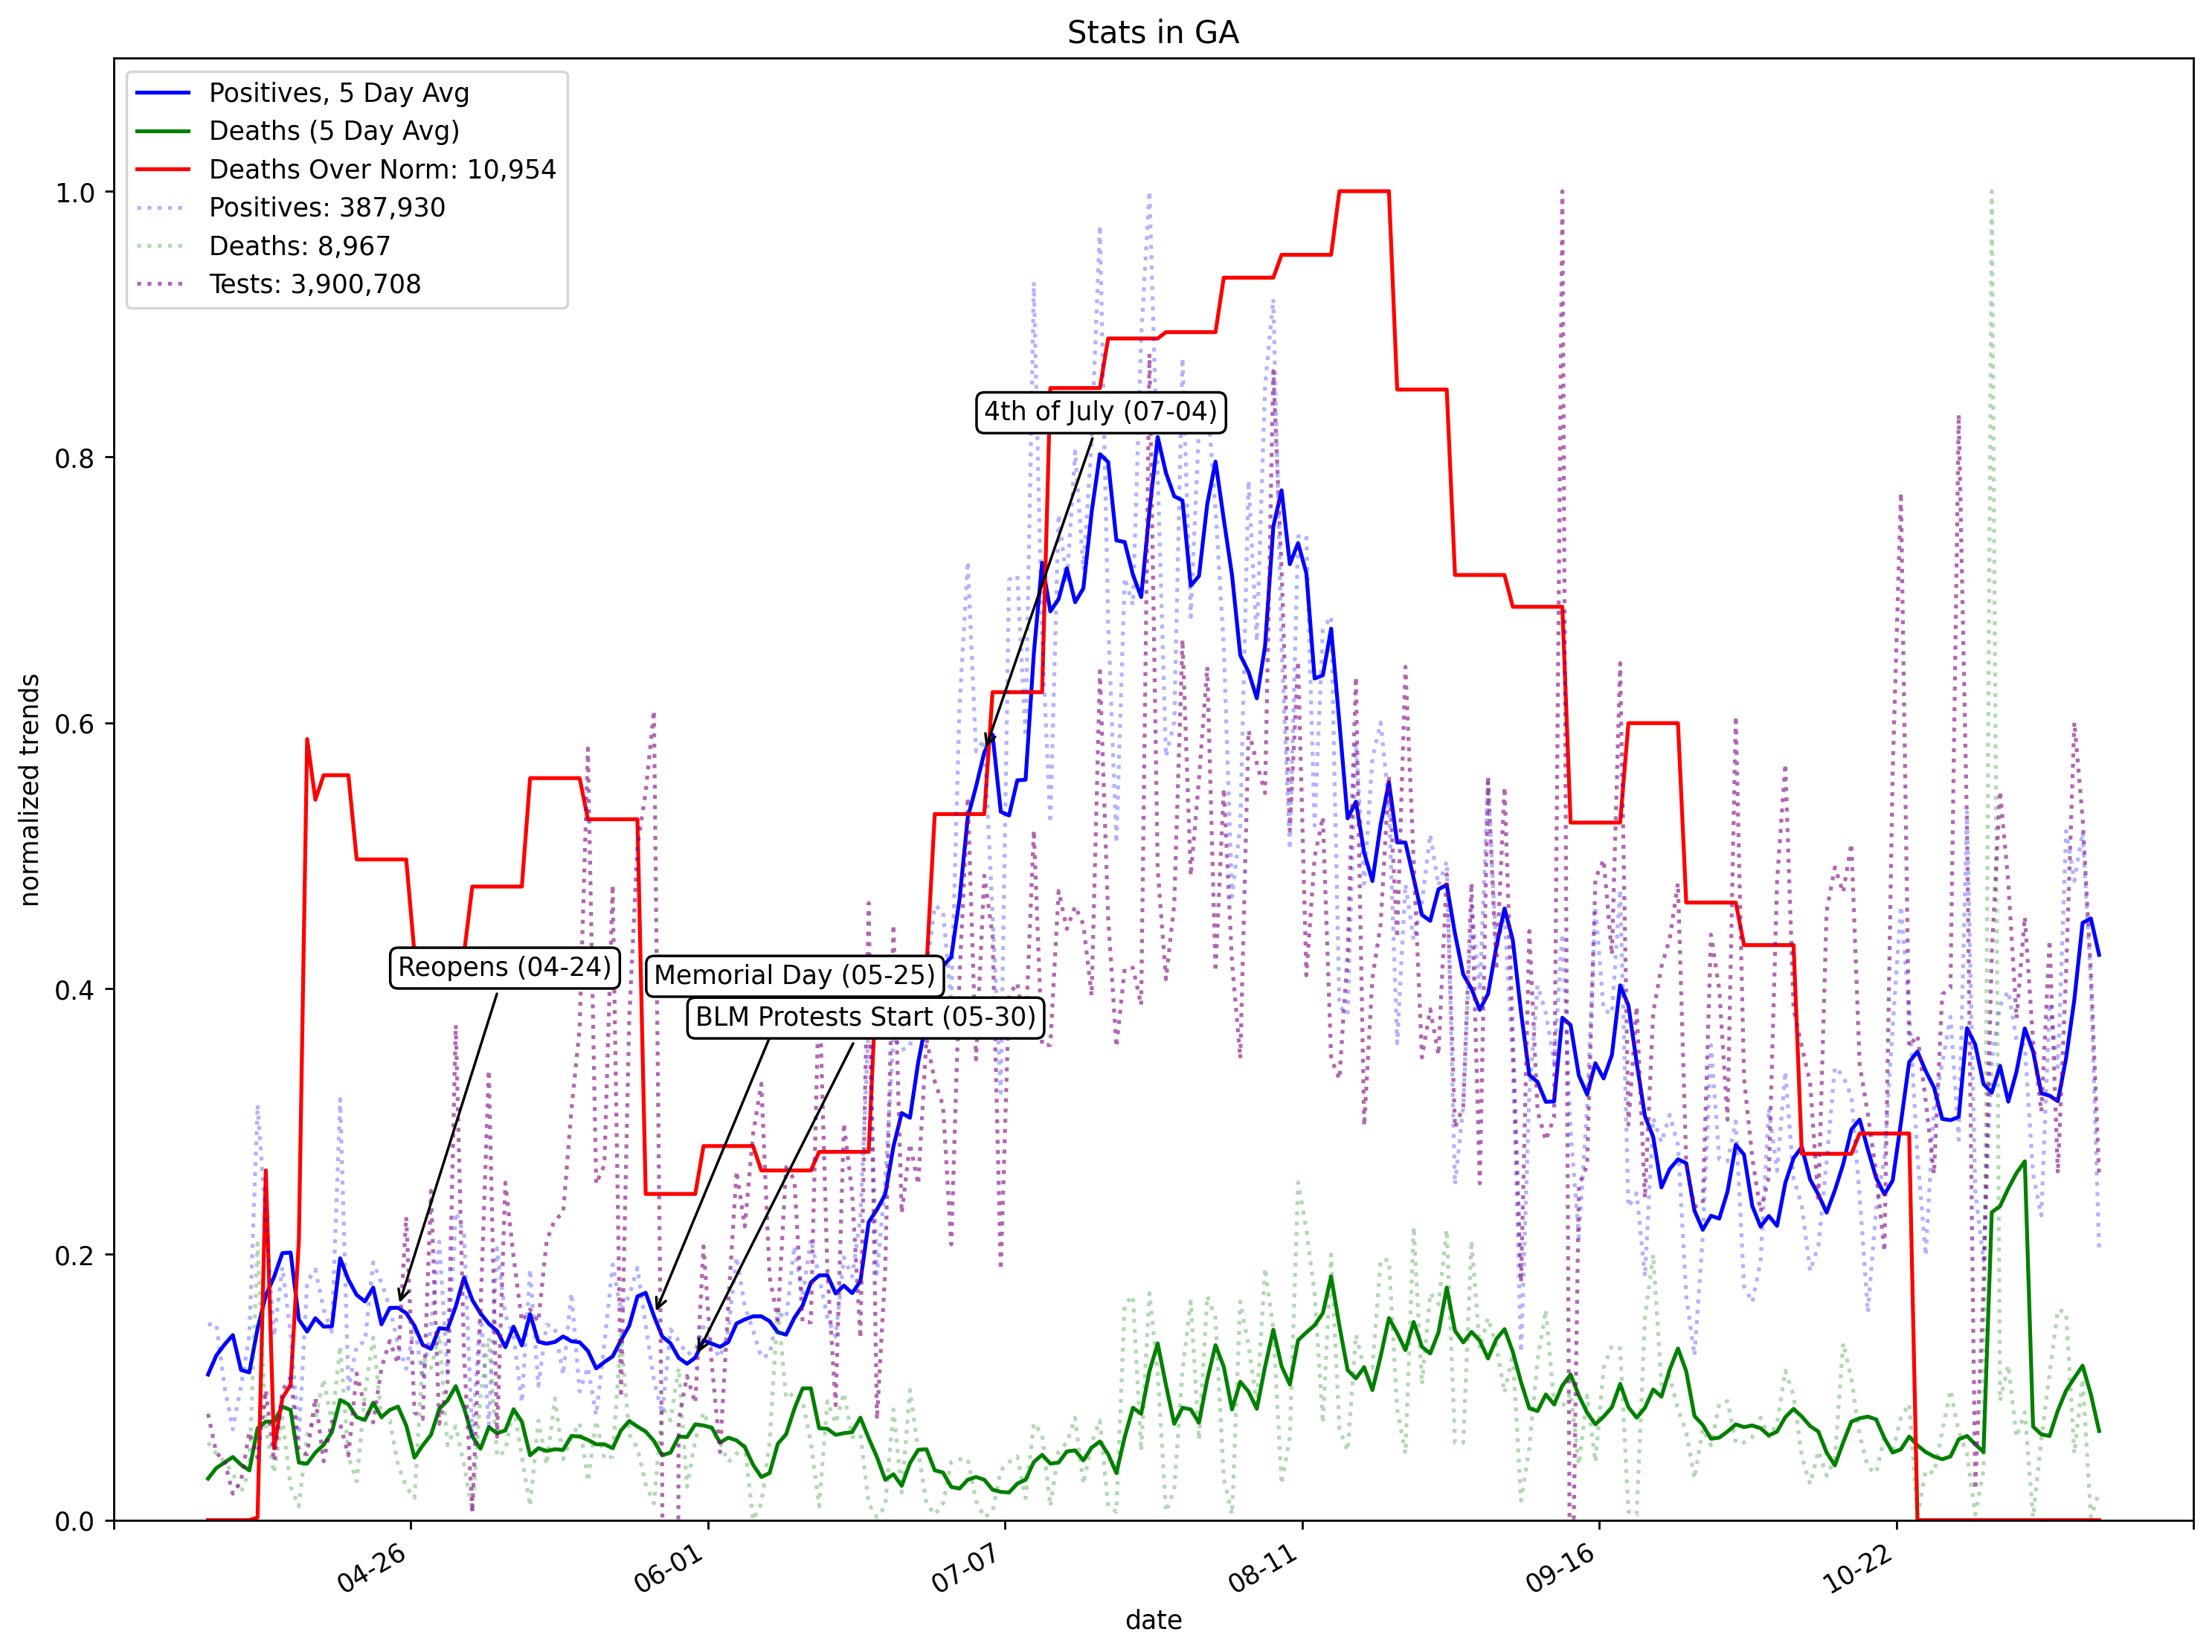 Stats in GA
Positives, 5 Day Avg
Deaths (5 Day Avg)
Deaths Over Norm: 10,954
Positives: 387,930
Deaths: 8,967
Tests: 3,900,708
1.0
0.8
0.6
0.4
0.2
0.0
normalized trends
4th of July (07-04)
Reopens (04-24)
Memorial Day (05-25)
BLM Protests Start (05-30)
04-26
06-01
07-07
08-11
09-16
10-22
date